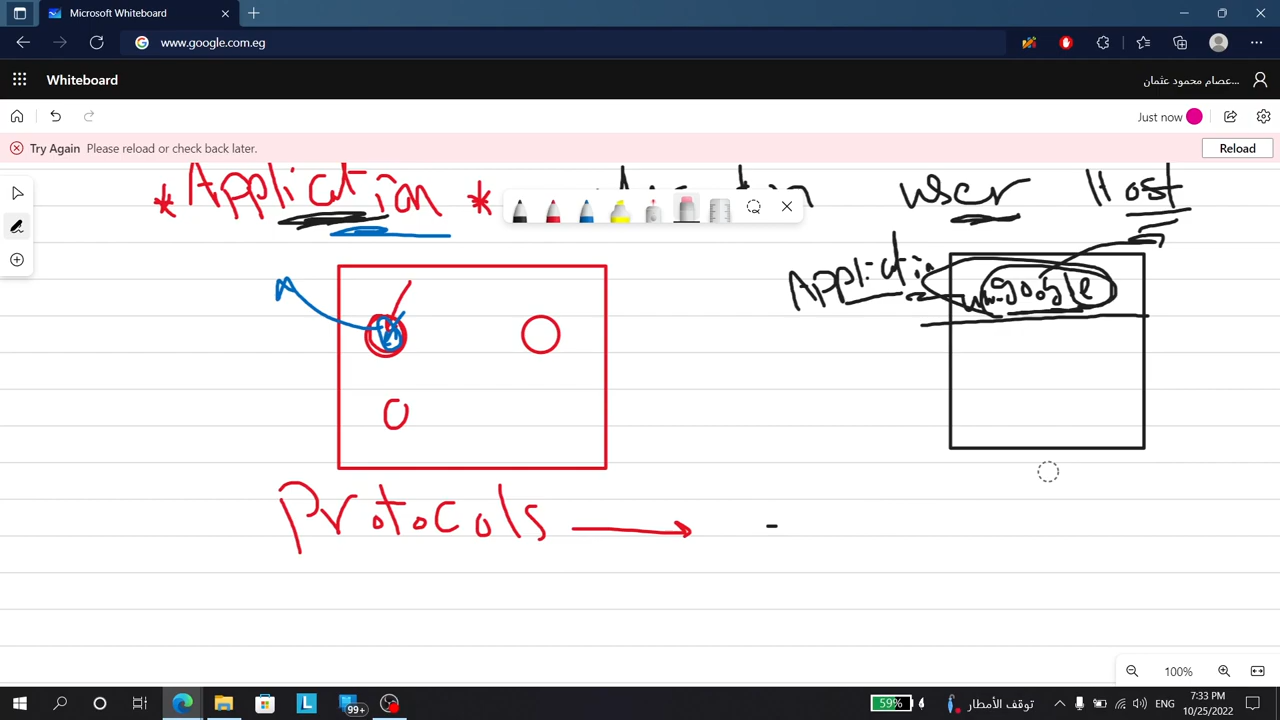 Microsoft Whiteboard
www.google.com.eg
Whiteboard
عصام محمود عثمان...
Just now
Try Again Please reload or check back later.
Reload
*Application * user Host
Application
www.google
Protocols
100%
L
99+
59%
توقف الأمطار
ENG
7:33 PM
10/25/2022